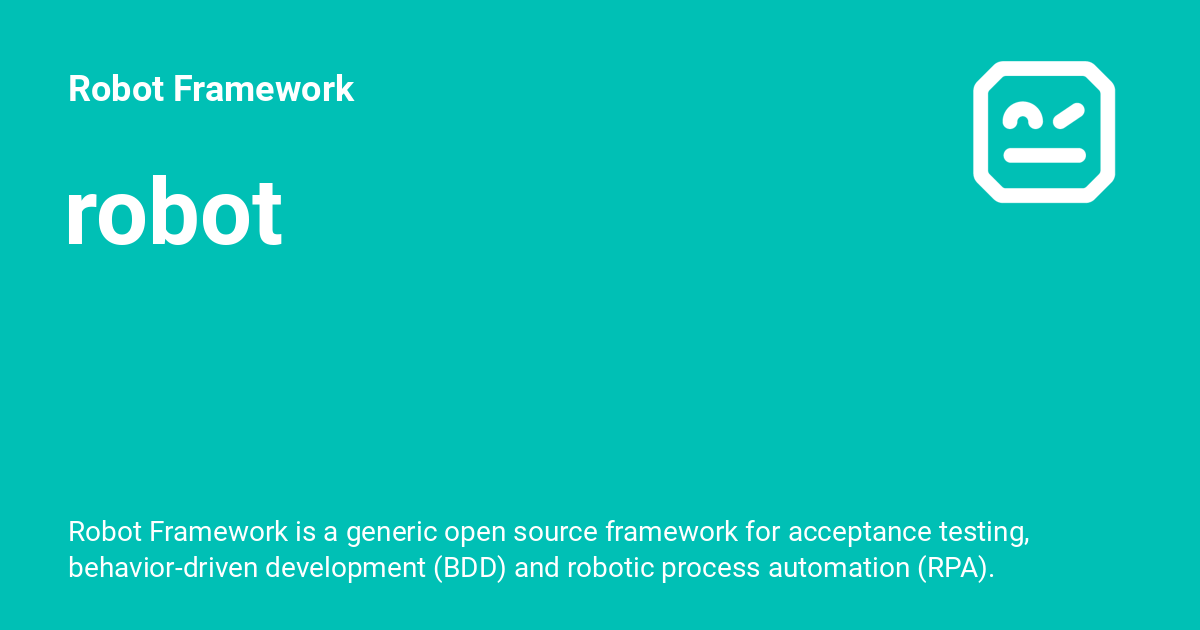 Robot Framework
robot
Robot Framework is a generic open source framework for acceptance testing,
behavior-driven development (BDD) and robotic process automation (RPA).